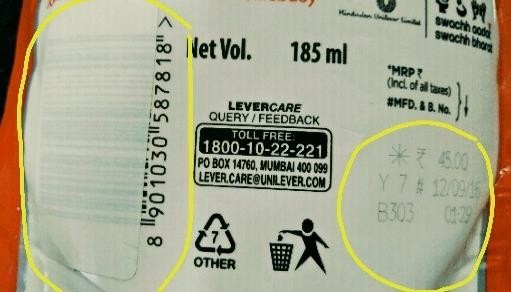 Hindustan Unilever Limited
swachh aadat
swachh bharat
Net Vol. 185 ml
*MRP ₹
(Incl. of all taxes)
#MFD. & B. No.
LEVERCARE
QUERY / FEEDBACK
TOLL FREE:
1800-10-22-221
PO BOX 14760, MUMBAI 400 099
LEVER.CARE@UNILEVER.COM
* ₹ 45.00
Y 7 # 12/09/16
B303 01:29
7
OTHER
8 901030 587818 >